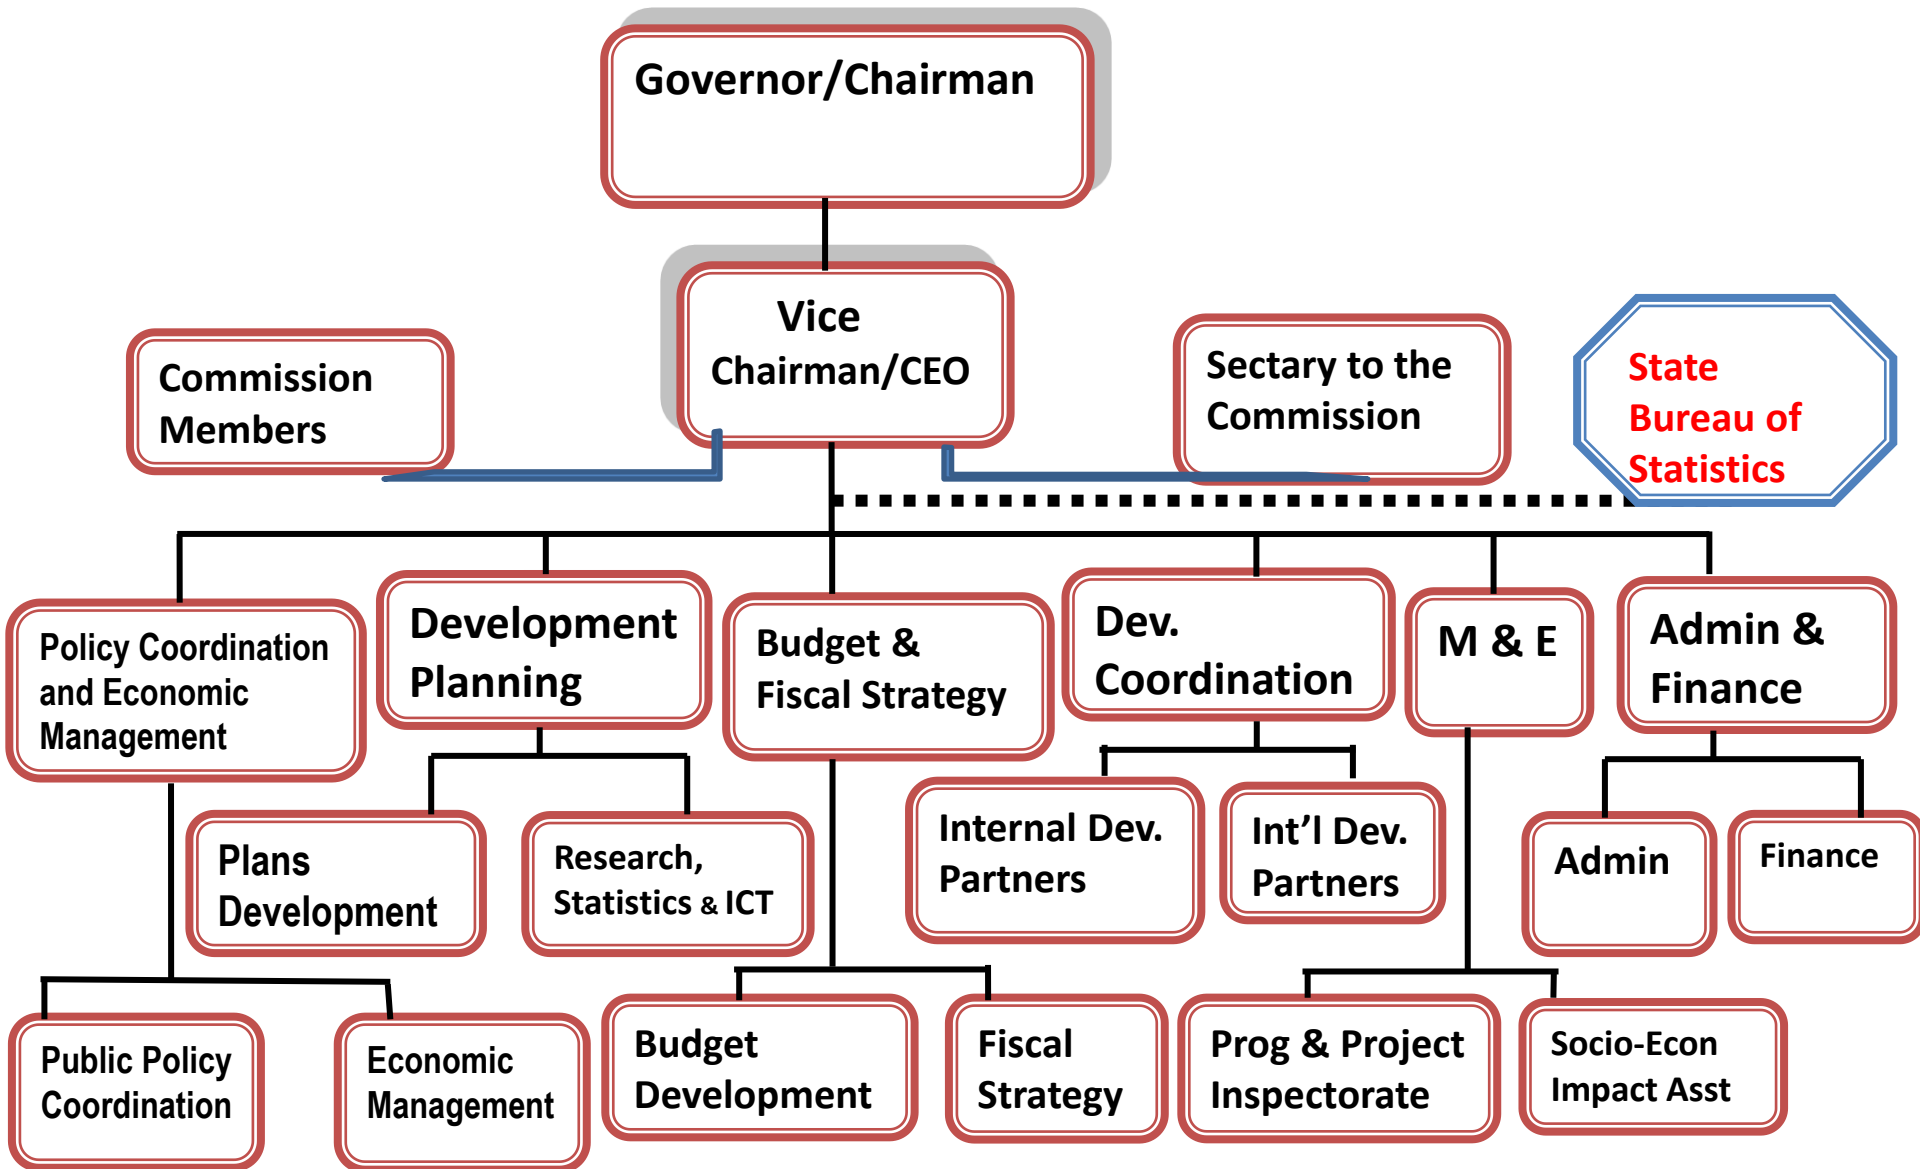 Governor/Chairman
Vice
Chairman/CEO
Commission
Members
Sectary to the
Commission
State
Bureau of
Statistics
Policy Coordination
and Economic
Management
Development
Planning
Budget &
Fiscal Strategy
Dev.
Coordination
M & E
Admin &
Finance
Plans
Development
Research,
Statistics & ICT
Internal Dev.
Partners
Int’l Dev.
Partners
Admin
Finance
Public Policy
Coordination
Economic
Management
Budget
Development
Fiscal
Strategy
Prog & Project
Inspectorate
Socio-Econ
Impact Asst